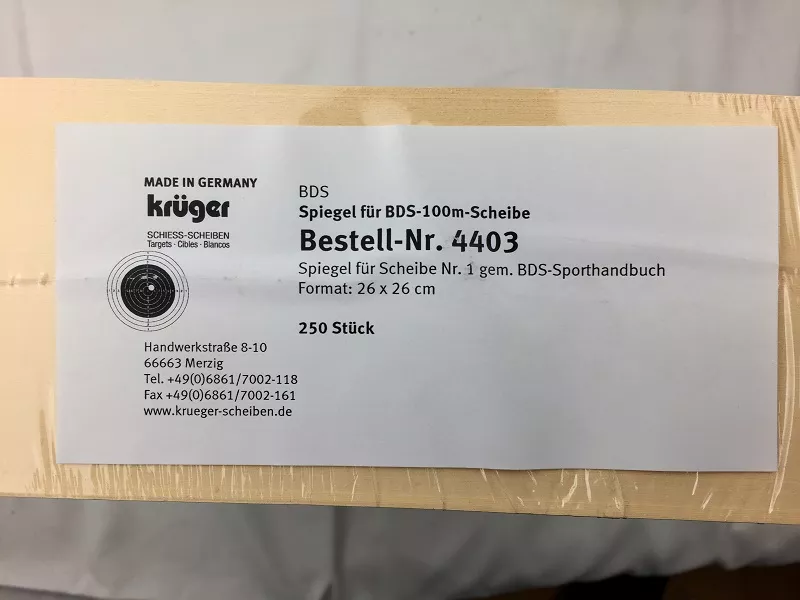 MADE IN GERMANY
krüger
SCHIESS-SCHEIBEN
Targets · Cibles · Blancos
Handwerkstraße 8-10
66663 Merzig
Tel. +49(0)6861/7002-118
Fax +49(0)6861/7002-161
www.krueger-scheiben.de
BDS
Spiegel für BDS-100m-Scheibe
Bestell-Nr. 4403
Spiegel für Scheibe Nr. 1 gem. BDS-Sporthandbuch
Format: 26 x 26 cm
250 Stück